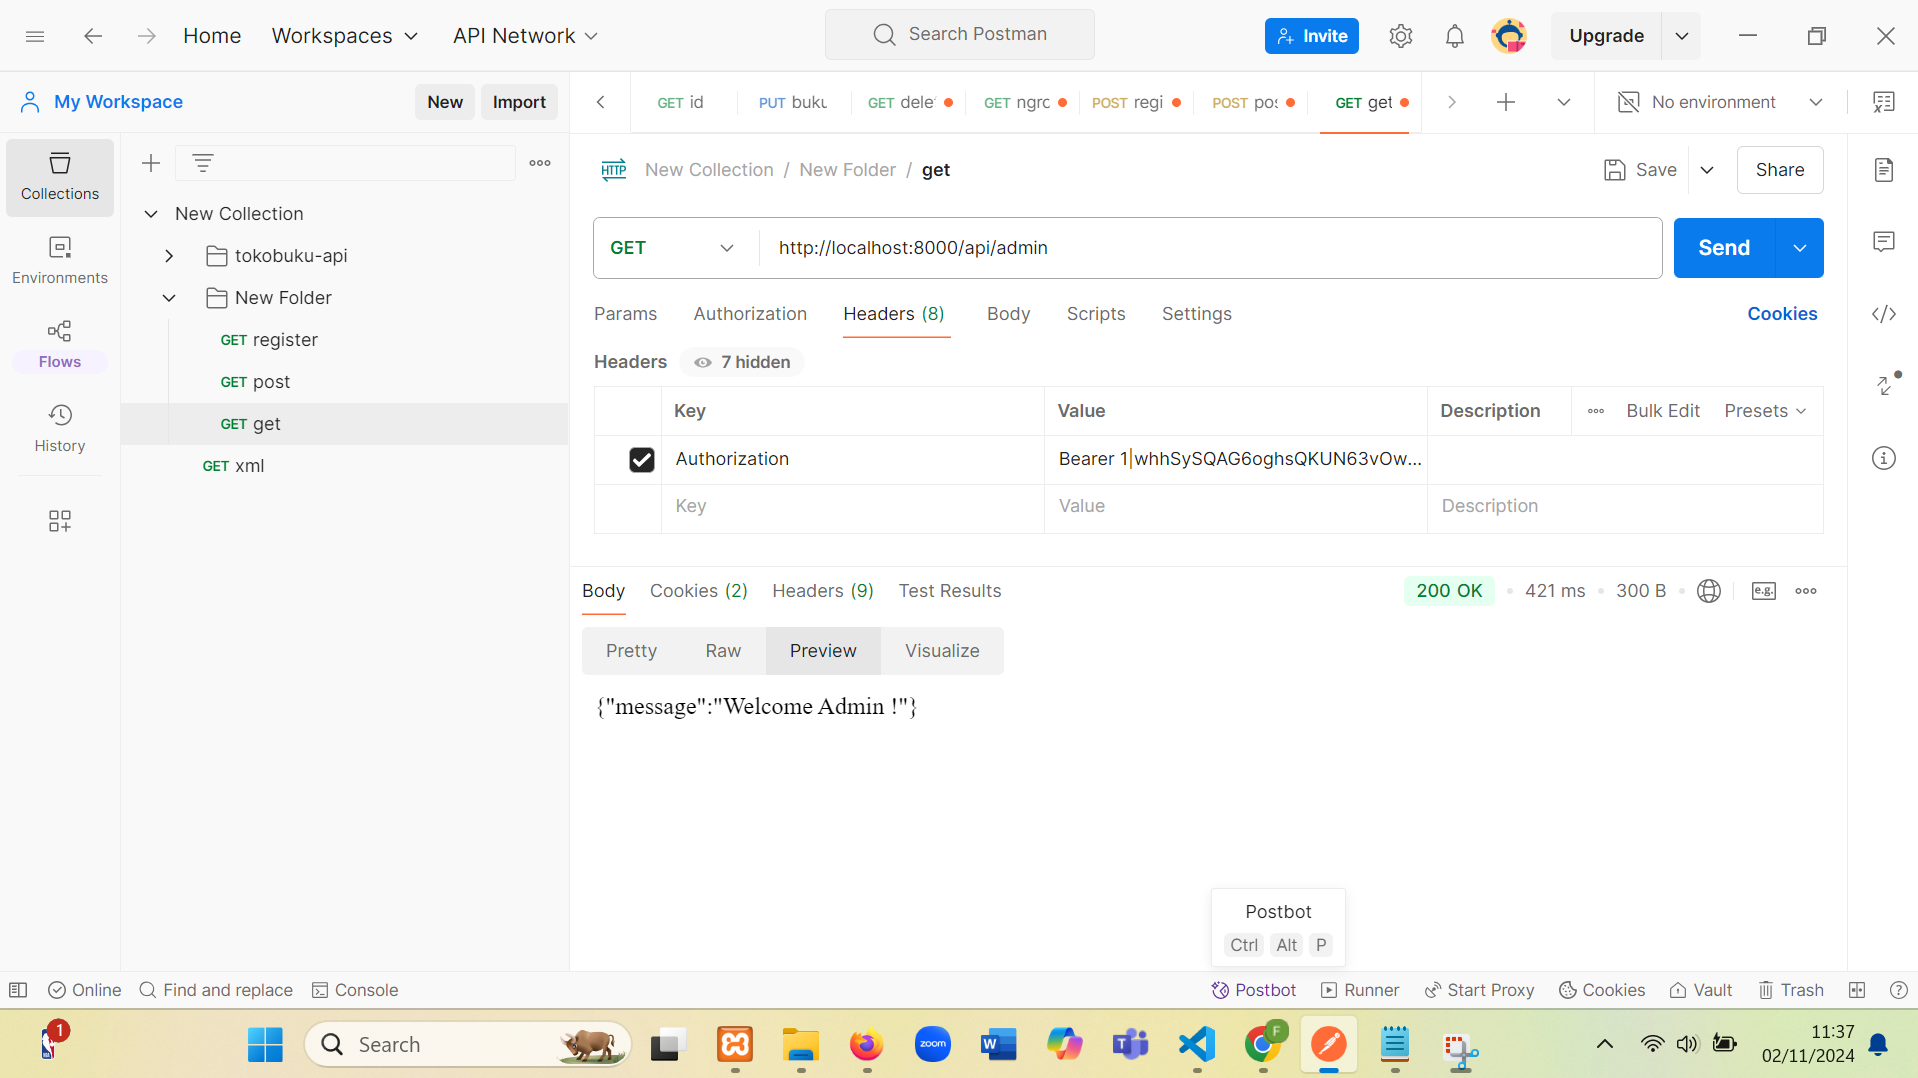 Home
Workspaces
API Network
Search Postman
Invite
Upgrade
My Workspace
New
Import
GET id
PUT buku
GET dele
GET ngrc
POST regi
POST pos
GET get
No environment
Collections
Environments
Flows
History
New Collection
tokobuku-api
New Folder
GET register
GET post
GET get
GET xml
HTTP
New Collection / New Folder / get
Save
Share
GET
http://localhost:8000/api/admin
Send
Params
Authorization
Headers (8)
Body
Scripts
Settings
Cookies
Headers
7 hidden
Key
Value
Description
Bulk Edit
Presets
Authorization
Bearer 1|whhSySQAG6oghsQKUN63vOw...
Key
Value
Description
Body
Cookies (2)
Headers (9)
Test Results
200 OK
421 ms
300 B
e.g.
Pretty
Raw
Preview
Visualize
{"message":"Welcome Admin !"}
Postbot
Ctrl Alt P
Online
Find and replace
Console
Postbot
Runner
Start Proxy
Cookies
Vault
Trash
1
Search
zoom
W
T
F
11:37
02/11/2024